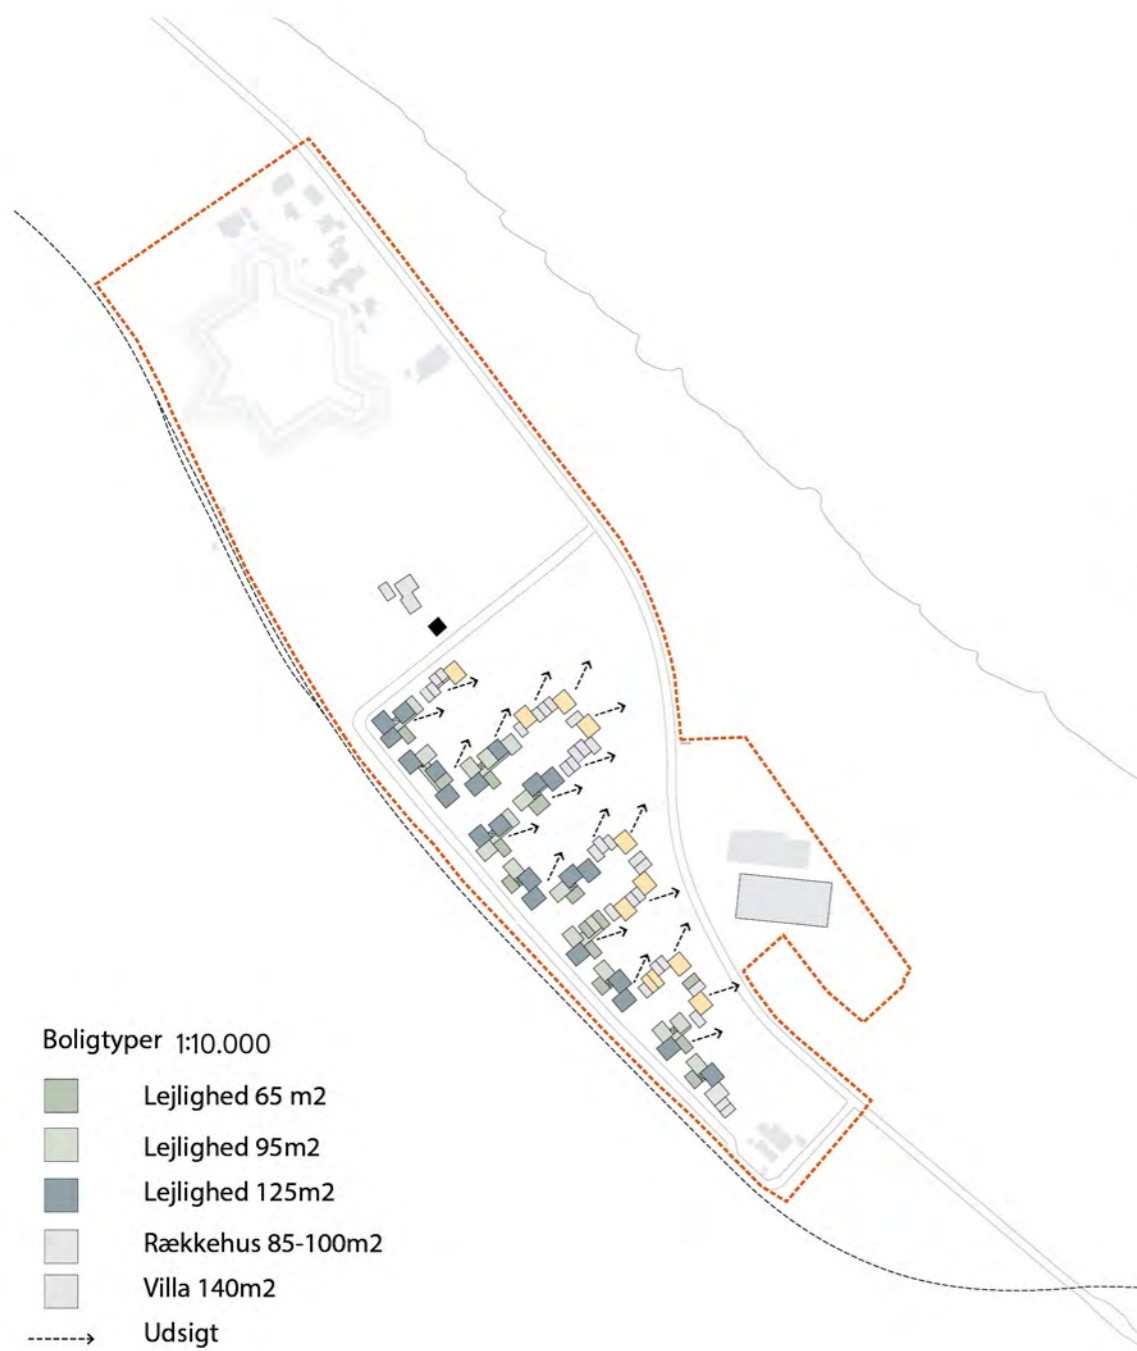 Boligtyper 1:10.000
Lejlighed 65 m2
Lejlighed 95m2
Lejlighed 125m2
Rækkehus 85-100m2
Villa 140m2
Udsigt